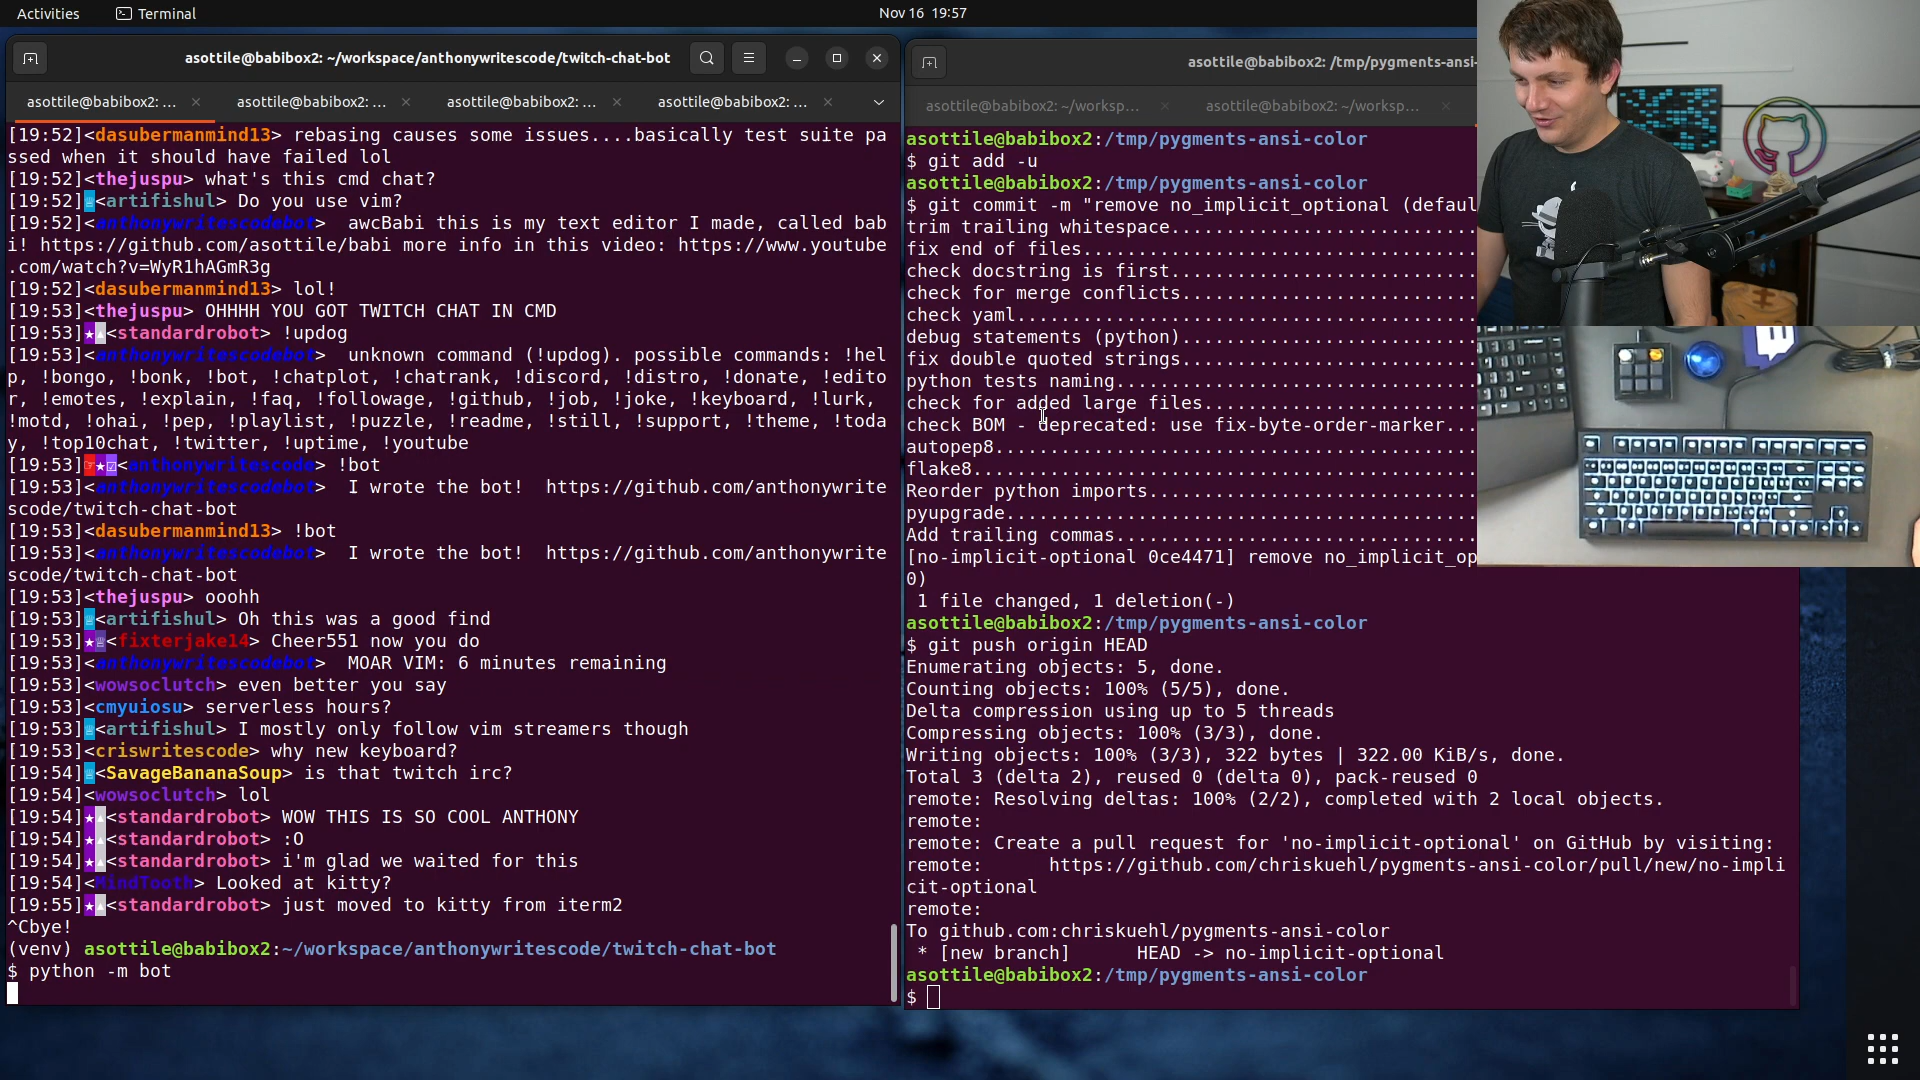 Activities
Terminal
Nov 16 19:57
asottile@babibox2: ~/workspace/anthonywritescode/twitch-chat-bot
asottile@babibox2: ...
asottile@babibox2: ...
asottile@babibox2: ...
asottile@babibox2: ...
[19:52]<dasubermanmind13> rebasing causes some issues....basically test suite pa
ssed when it should have failed lol
[19:52]<thejuspu> what's this cmd chat?
[19:52]<artifishul> Do you use vim?
[19:52]<anthonywritescodebot>  awcBabi this is my text editor I made, called bab
i! https://github.com/asottile/babi more info in this video: https://www.youtube
.com/watch?v=WyR1hAGmR3g
[19:52]<dasubermanmind13> lol!
[19:53]<thejuspu> OHHHH YOU GOT TWITCH CHAT IN CMD
[19:53]<standardrobot> !updog
[19:53]<anthonywritescodebot>  unknown command (!updog). possible commands: !hel
p, !bongo, !bonk, !bot, !chatplot, !chatrank, !discord, !distro, !donate, !edito
r, !emotes, !explain, !faq, !followage, !github, !job, !joke, !keyboard, !lurk,
!motd, !ohai, !pep, !playlist, !puzzle, !readme, !still, !support, !theme, !toda
y, !top10chat, !twitter, !uptime, !youtube
[19:53]<anthonywritescode> !bot
[19:53]<anthonywritescodebot>  I wrote the bot!  https://github.com/anthonywrite
scode/twitch-chat-bot
[19:53]<dasubermanmind13> !bot
[19:53]<anthonywritescodebot>  I wrote the bot!  https://github.com/anthonywrite
scode/twitch-chat-bot
[19:53]<thejuspu> ooohh
[19:53]<artifishul> Oh this was a good find
[19:53]<fixterjake14> Cheer551 now you do
[19:53]<anthonywritescodebot>  MOAR VIM: 6 minutes remaining
[19:53]<wowsoclutch> even better you say
[19:53]<cmyuiosu> serverless hours?
[19:53]<artifishul> I mostly only follow vim streamers though
[19:53]<criswritescode> why new keyboard?
[19:54]<SavageBananaSoup> is that twitch irc?
[19:54]<wowsoclutch> lol
[19:54]<standardrobot> WOW THIS IS SO COOL ANTHONY
[19:54]<standardrobot> :O
[19:54]<standardrobot> i'm glad we waited for this
[19:54]<MindTooth> Looked at kitty?
[19:55]<standardrobot> just moved to kitty from iterm2
^Cbye!
(venv) asottile@babibox2:~/workspace/anthonywritescode/twitch-chat-bot
$ python -m bot
asottile@babibox2: /tmp/pygments-ansi-
asottile@babibox2: ~/worksp...
asottile@babibox2: ~/worksp...
asottile@babibox2:/tmp/pygments-ansi-color
$ git add -u
asottile@babibox2:/tmp/pygments-ansi-color
$ git commit -m "remove no_implicit_optional (defaul
trim trailing whitespace....................................................
fix end of files............................................................
check docstring is first....................................................
check for merge conflicts...................................................
check yaml..................................................................
debug statements (python)...................................................
fix double quoted strings...................................................
python tests naming.........................................................
check for added large files.................................................
check BOM - deprecated: use fix-byte-order-marker...
autopep8....................................................................
flake8......................................................................
Reorder python imports......................................................
pyupgrade...................................................................
Add trailing commas.........................................................
[no-implicit-optional 0ce4471] remove no_implicit_op
0)
1 file changed, 1 deletion(-)
asottile@babibox2:/tmp/pygments-ansi-color
$ git push origin HEAD
Enumerating objects: 5, done.
Counting objects: 100% (5/5), done.
Delta compression using up to 5 threads
Compressing objects: 100% (3/3), done.
Writing objects: 100% (3/3), 322 bytes | 322.00 KiB/s, done.
Total 3 (delta 2), reused 0 (delta 0), pack-reused 0
remote: Resolving deltas: 100% (2/2), completed with 2 local objects.
remote:
remote: Create a pull request for 'no-implicit-optional' on GitHub by visiting:
remote:      https://github.com/chriskuehl/pygments-ansi-color/pull/new/no-impli
cit-optional
remote:
To github.com:chriskuehl/pygments-ansi-color
* [new branch]      HEAD -> no-implicit-optional
asottile@babibox2:/tmp/pygments-ansi-color
$